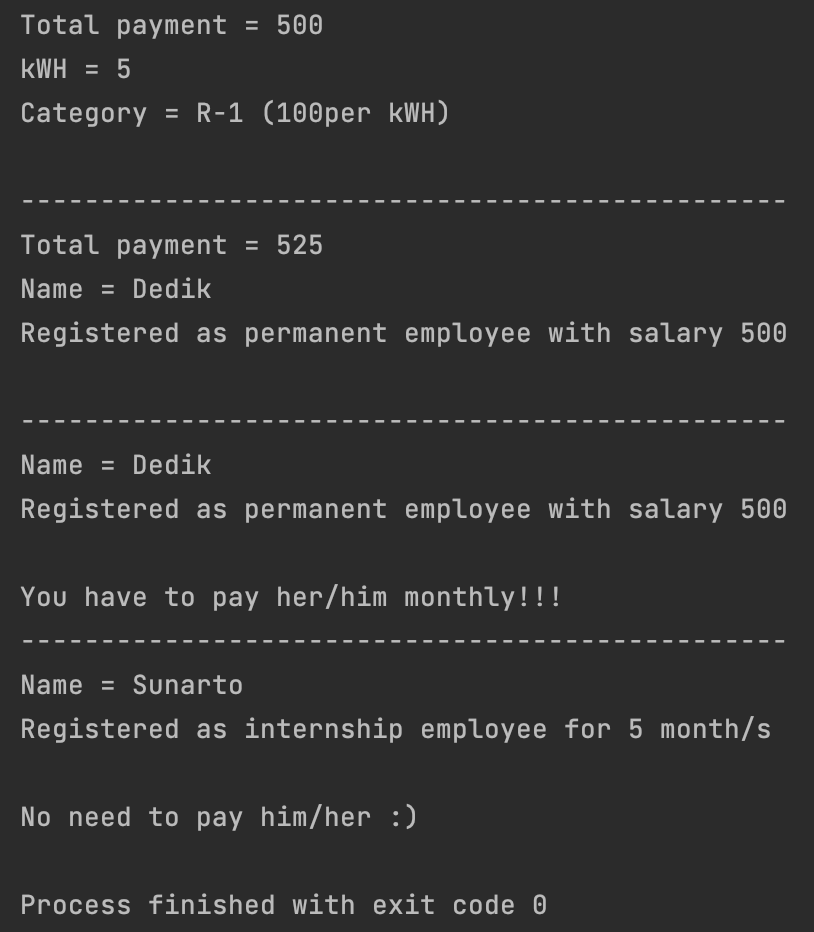 Total payment = 500
kWH = 5
Category = R-1 (100per kWH)
------------------------------------------------
Total payment = 525
Name = Dedik
Registered as permanent employee with salary 500
------------------------------------------------
Name = Dedik
Registered as permanent employee with salary 500
You have to pay her/him monthly!!!
------------------------------------------------
Name = Sunarto
Registered as internship employee for 5 month/s
No need to pay him/her :)
Process finished with exit code 0